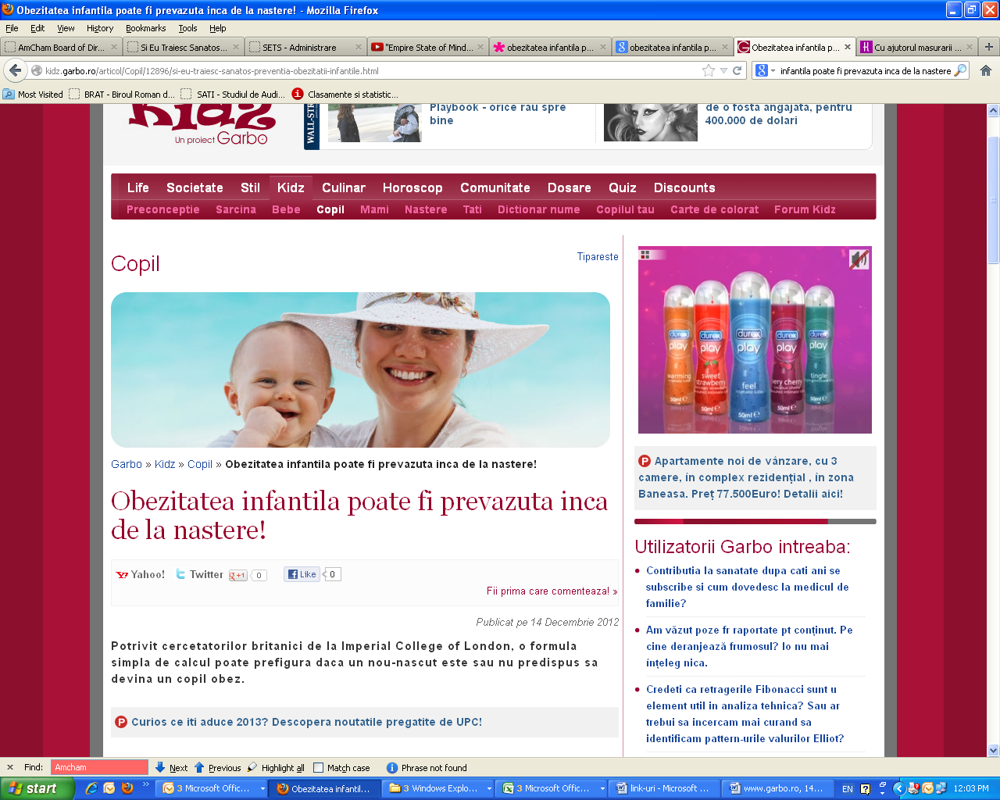 Obezitatea infantila poate fi prevazuta inca de la nastere! - Mozilla Firefox
File Edit View History Bookmarks Tools Help
AmCham Board of Dir...
Si Eu Traiesc Sanatos...
SETS - Administrare
"Empire State of Mind...
obezitatea infantila p...
obezitatea infantila p...
Obezitatea infantila p...
Cu ajutorul masurarii ...
kidz.garbo.ro/articol/Copil/12896/si-eu-traiesc-sanatos-preventia-obezitatii-infantile.html
infantila poate fi prevazuta inca de la nastere
Most Visited
BRAT - Biroul Roman d...
SATI - Studiul de Audi...
Clasamente si statistic...
Kidz
Un proiect Garbo
WALL-STR
Playbook - orice rau spre
bine
de o fosta angajata, pentru
400.000 de dolari
Life Societate Stil Kidz Culinar Horoscop Comunitate Dosare Quiz Discounts
Preconceptie Sarcina Bebe Copil Mami Nastere Tati Dictionar nume Copilul tau Carte de colorat Forum Kidz
Copil
Tipareste
Garbo » Kidz » Copil » Obezitatea infantila poate fi prevazuta inca de la nastere!
Obezitatea infantila poate fi prevazuta inca
de la nastere!
Yahoo! Twitter g +1 0 Like 0
Fii prima care comenteaza! »
Publicat pe 14 Decembrie 2012
Potrivit cercetatorilor britanici de la Imperial College of London, o formula
simpla de calcul poate prefigura daca un nou-nascut este sau nu predispus sa
devina un copil obez.
P Curios ce iti aduce 2013? Descopera noutatile pregatite de UPC!
durex durex durex durex durex
play play play play play
warming
sweet
strawberry
feel
very cherry
tingle
50ml 50ml 50ml 50ml 50ml
P Apartamente noi de vânzare, cu 3
camere, în complex rezidențial , în zona
Baneasa. Preț 77.500Euro! Detalii aici!
Utilizatorii Garbo intreaba:
Contributia la sanatate dupa cati ani se
subscribe si cum dovedesc la medicul de
familie?
Am văzut poze fr raportate pt conținut. Pe
cine deranjează frumosul? Io nu mai
înțeleg nica.
Credeti ca retragerile Fibonacci sunt u
element util in analiza tehnica? Sau ar
trebui sa incercam mai curand sa
identificam pattern-urile valurilor Elliot?
Find: Amcham Next Previous Highlight all Match case Phrase not found
start
3 Microsoft Offic...
Obezitatea infantil...
3 Windows Explo...
3 Microsoft Offic...
link-uri - Microsoft ...
www.garbo.ro, 14...
EN
12:03 PM